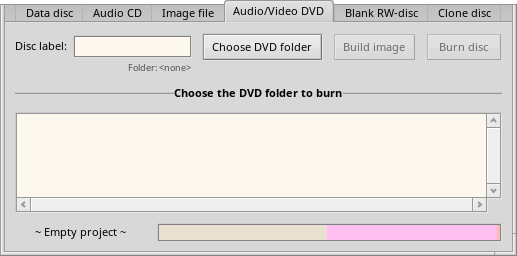 Data disc Audio CD Image file Audio/Video DVD Blank RW-disc Clone disc
Disc label: Choose DVD folder Build image Burn disc
Folder: <none>
Choose the DVD folder to burn
~ Empty project ~